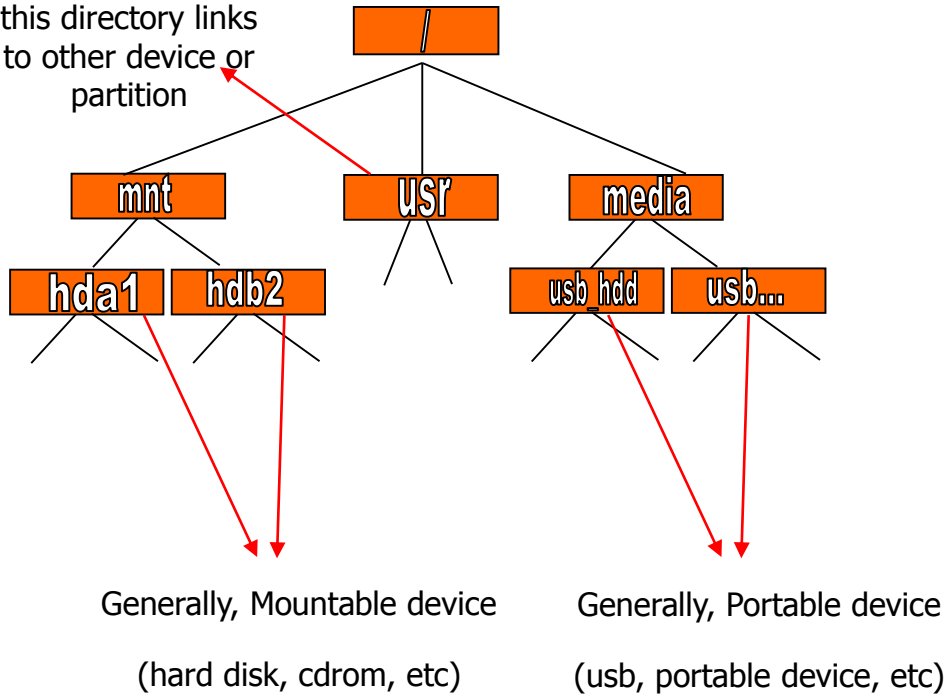 this directory links
to other device or
partition
/
mnt
usr
media
hda1
hdb2
usb_hdd
usb...
Generally, Mountable device
(hard disk, cdrom, etc)
Generally, Portable device
(usb, portable device, etc)